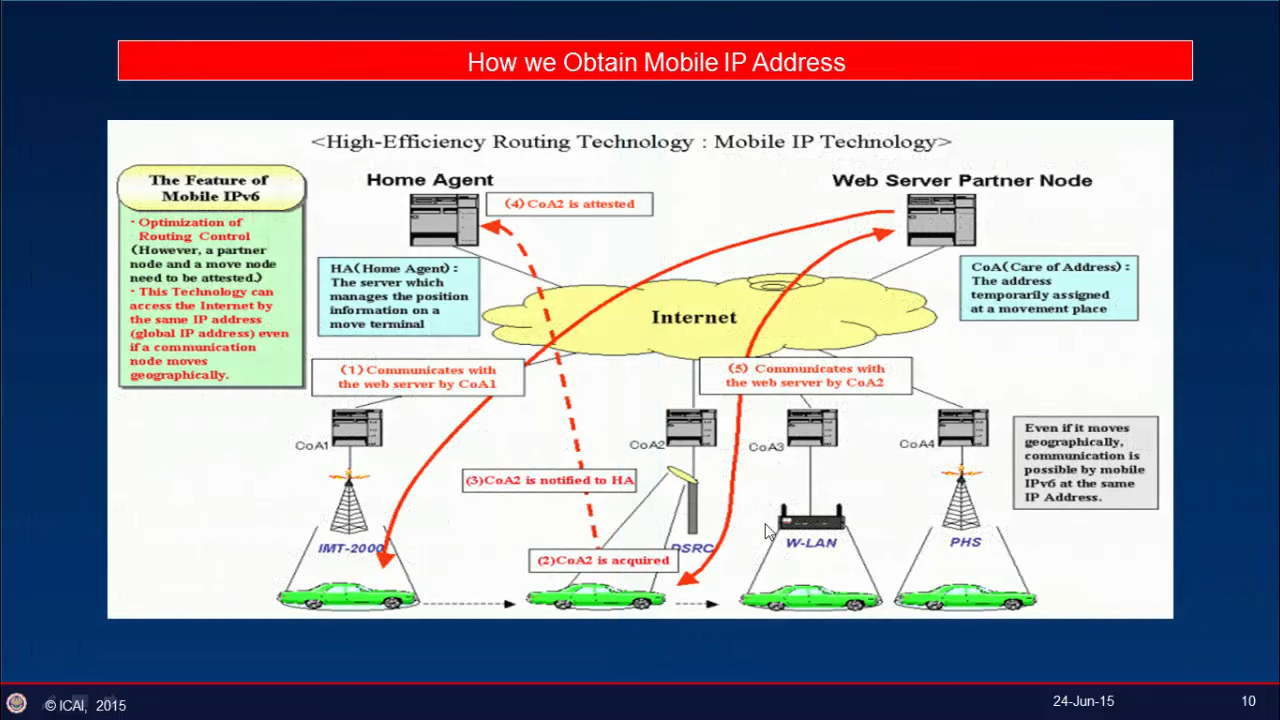 How we Obtain Mobile IP Address
<High-Efficiency Routing Technology : Mobile IP Technology>
The Feature of
Mobile IPv6
· Optimization of
Routing Control
(However, a partner
node and a move node
need to be attested.)
· This Technology can
access the Internet by
the same IP address
(global IP address) even
if a communication
node moves
geographically.
Home Agent
(4) CoA2 is attested
Web Server Partner Node
HA(Home Agent) :
The server which
manages the position
information on a
move terminal
CoA(Care of Address) :
The address
temporarily assigned
at a movement place
Internet
(1) Communicates with
the web server by CoA1
(5) Communicates with
the web server by CoA2
CoA1
CoA2
CoA3
CoA4
Even if it moves
geographically,
communication is
possible by mobile
IPv6 at the same
IP Address.
(3)CoA2 is notified to HA
IMT-2000
DSRC
W-LAN
PHS
(2)CoA2 is acquired
© ICAI, 2015
24-Jun-15
10